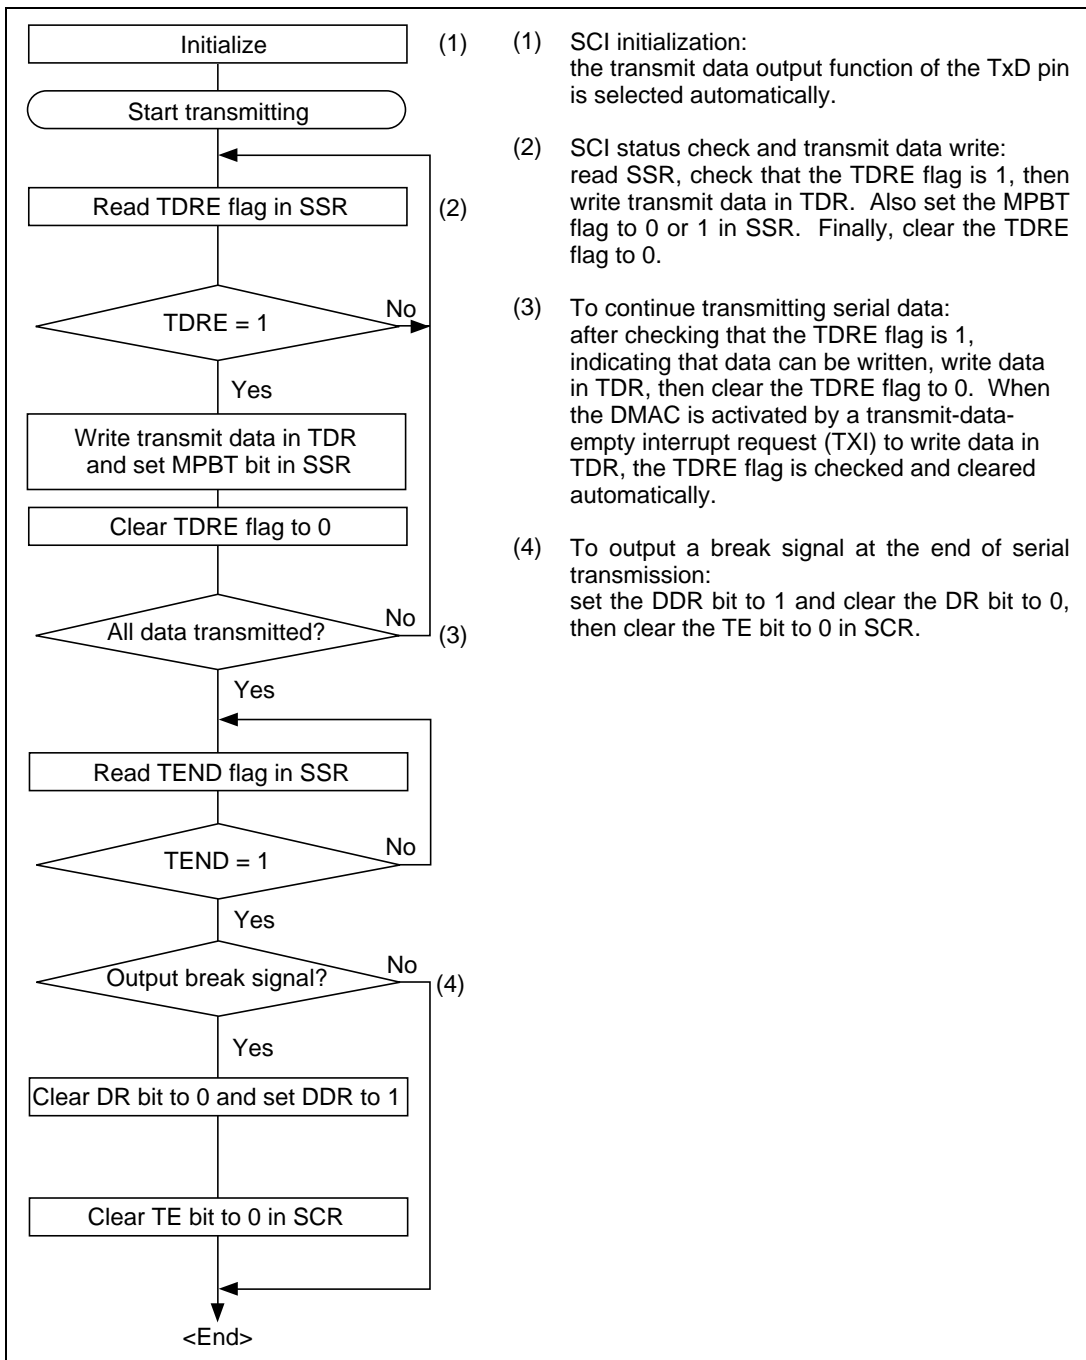 Initialize
(1)
Start transmitting
Read TDRE flag in SSR
(2)
TDRE = 1
No
Yes
Write transmit data in TDR
and set MPBT bit in SSR
Clear TDRE flag to 0
All data transmitted?
No
(3)
Yes
Read TEND flag in SSR
TEND = 1
No
Yes
Output break signal?
No
(4)
Yes
Clear DR bit to 0 and set DDR to 1
Clear TE bit to 0 in SCR
<End>
(1) SCI initialization:
the transmit data output function of the TxD pin
is selected automatically.
(2) SCI status check and transmit data write:
read SSR, check that the TDRE flag is 1, then
write transmit data in TDR. Also set the MPBT
flag to 0 or 1 in SSR. Finally, clear the TDRE
flag to 0.
(3) To continue transmitting serial data:
after checking that the TDRE flag is 1,
indicating that data can be written, write data
in TDR, then clear the TDRE flag to 0. When
the DMAC is activated by a transmit-data-
empty interrupt request (TXI) to write data in
TDR, the TDRE flag is checked and cleared
automatically.
(4) To output a break signal at the end of serial
transmission:
set the DDR bit to 1 and clear the DR bit to 0,
then clear the TE bit to 0 in SCR.